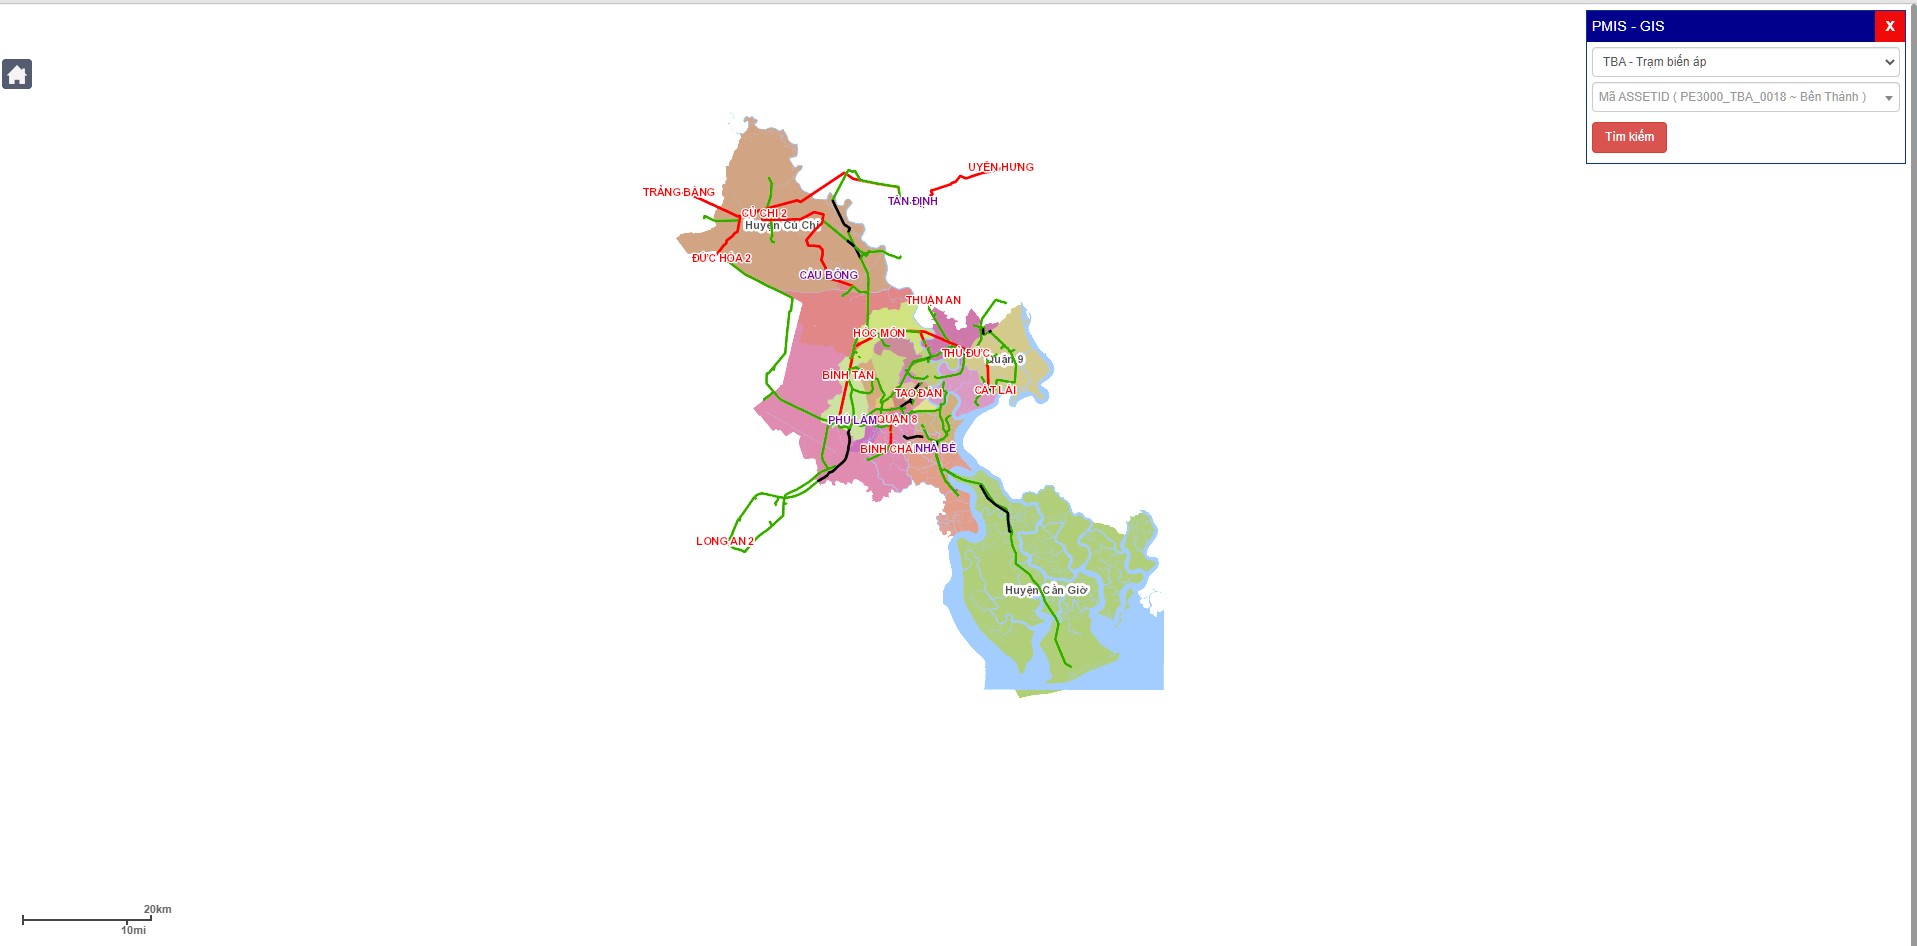 PMIS - GIS
X
TBA - Trạm biến áp
Mã ASSETID ( PE3000_TBA_0018 ~ Bến Thành )
Tìm kiếm
UYÊN HƯNG
TRẢNG BÀNG
TÂN ĐỊNH
CỦ CHI 2
Huyện Củ Chi
ĐỨC HÒA 2
CẦU BÔNG
THUẬN AN
HÓC MÔN
THỦ ĐỨC
Quận 9
BÌNH TÂN
TAO ĐÀN
CÁT LÁI
PHÚ LÂM
QUẬN 8
BÌNH CHÁ
NHÀ BÈ
LONG AN 2
Huyện Cần Giờ
20km
10mi